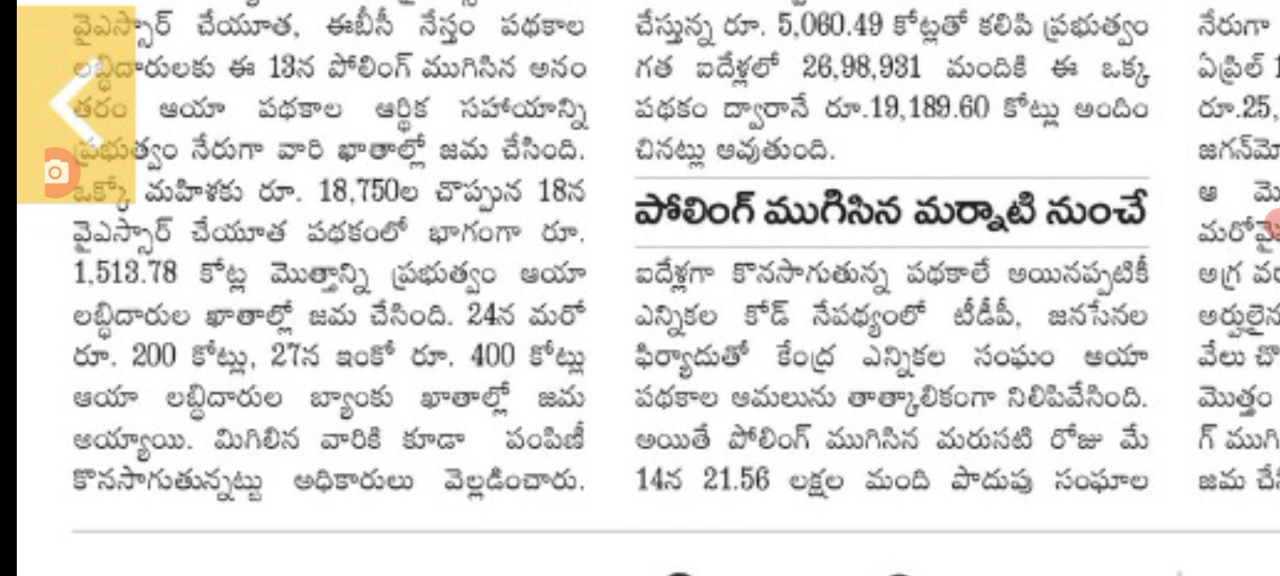 వైఎస్సార్ చేయూత, ఈబీసీ నేస్తం పథకాల
లబ్ధిదారులకు ఈ 13న పోలింగ్ ముగిసిన అనం
తరం ఆయా పథకాల ఆర్థిక సహాయాన్ని
ప్రభుత్వం నేరుగా వారి ఖాతాల్లో జమ చేసింది.
ఒక్కో మహిళకు రూ. 18,750ల చొప్పున 18న
వైఎస్సార్ చేయూత పథకంలో భాగంగా రూ.
1,513.78 కోట్ల మొత్తాన్ని ప్రభుత్వం ఆయా
లబ్ధిదారుల ఖాతాల్లో జమ చేసింది. 24న మరో
రూ. 200 కోట్లు, 27న ఇంకో రూ. 400 కోట్లు
ఆయా లబ్ధిదారుల బ్యాంకు ఖాతాల్లో జమ
అయ్యాయి. మిగిలిన వారికి కూడా పంపిణీ
కొనసాగుతున్నట్టు అధికారులు వెల్లడించారు.
చేస్తున్న రూ. 5,060.49 కోట్లతో కలిపి ప్రభుత్వం
గత ఐదేళ్లలో 26,98,931 మందికి ఈ ఒక్క
పథకం ద్వారానే రూ.19,189.60 కోట్లు అందిం
చినట్లు అవుతుంది.
పోలింగ్ ముగిసిన మర్నాటి నుంచే
ఐదేళ్లగా కొనసాగుతున్న పథకాలే అయినప్పటికీ
ఎన్నికల కోడ్ నేపథ్యంలో టీడీపీ, జనసేనల
ఫిర్యాదుతో కేంద్ర ఎన్నికల సంఘం ఆయా
పథకాల అమలును తాత్కాలికంగా నిలిపివేసింది.
అయితే పోలింగ్ ముగిసిన మరుసటి రోజు మే
14న 21.56 లక్షల మంది పొదుపు సంఘాల
నేరుగా
ఏప్రిల్ 1
రూ.25,
ఆ
అగ్ర
వేలు
మొత్తం
గ్ ముగి
జమ